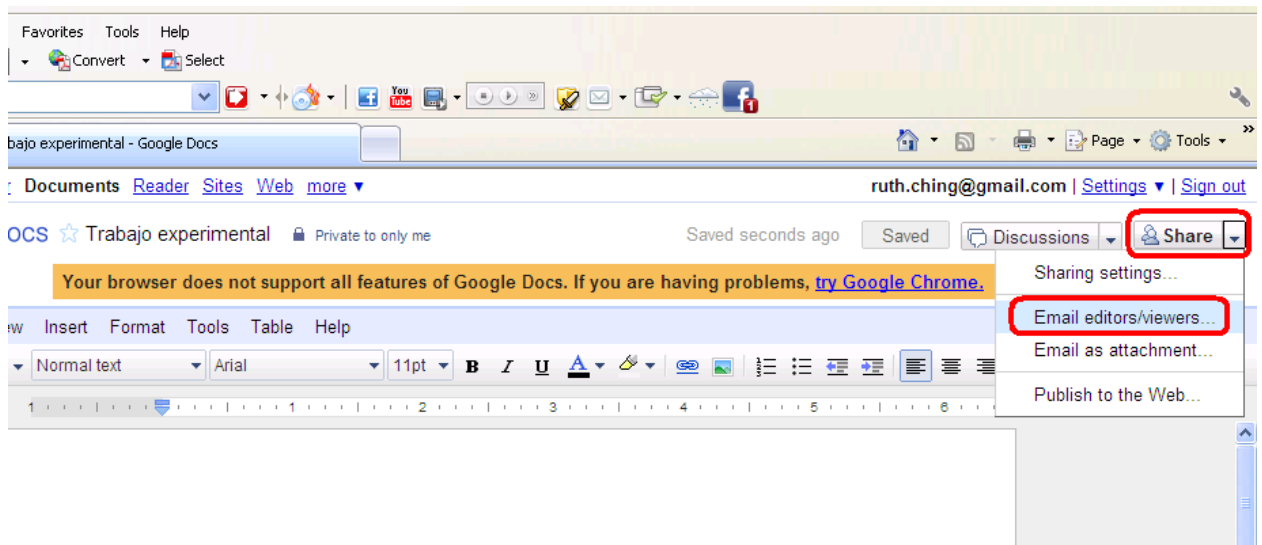 Favorites Tools Help
Convert Select
You Tube
bajo experimental - Google Docs Page Tools
Documents Reader Sites Web more ruth.ching@gmail.com | Settings | Sign out
OCS Trabajo experimental Private to only me Saved seconds ago Saved Discussions Share
Sharing settings...
Your browser does not support all features of Google Docs. If you are having problems, try Google Chrome.
Email editors/viewers...
ew Insert Format Tools Table Help
Email as attachment...
Normal text Arial 11pt B I U A
Publish to the Web...
1 1 2 3 4 5 6